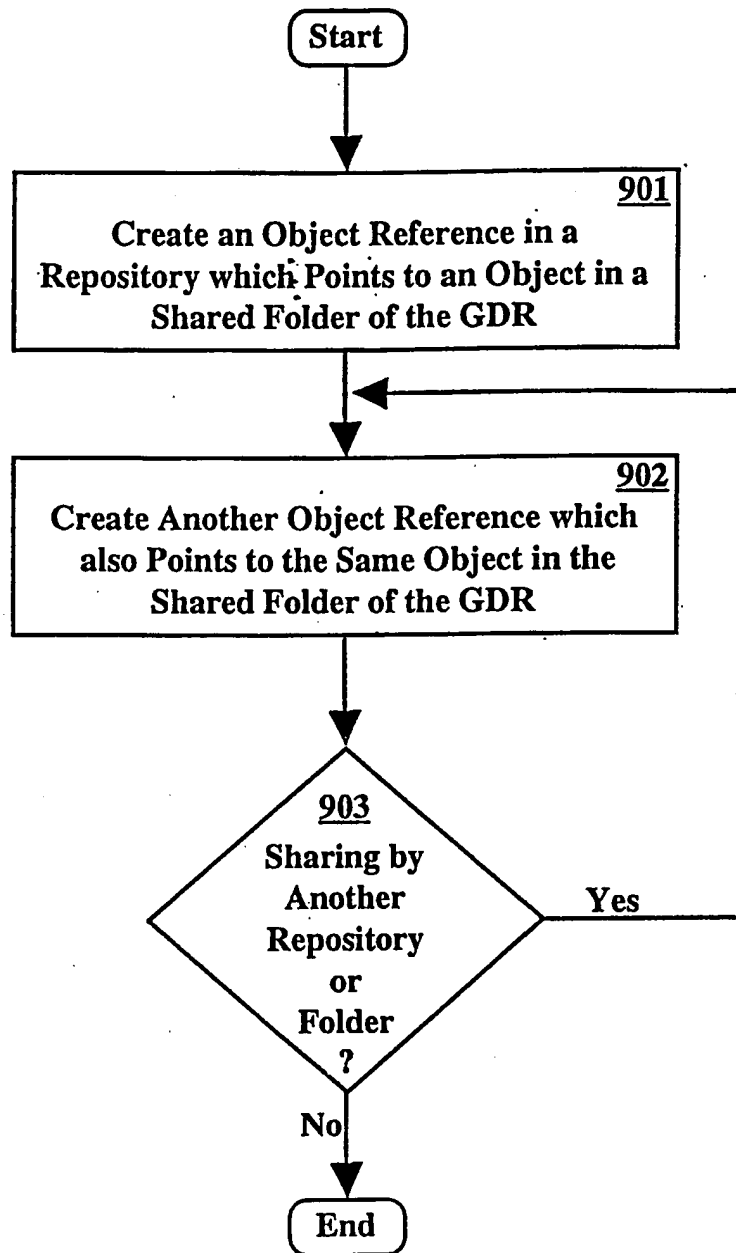 Start
901
Create an Object Reference in a
Repository which Points to an Object in a
Shared Folder of the GDR
902
Create Another Object Reference which
also Points to the Same Object in the
Shared Folder of the GDR
903
Sharing by
Another
Repository
or
Folder
?
Yes
No
End